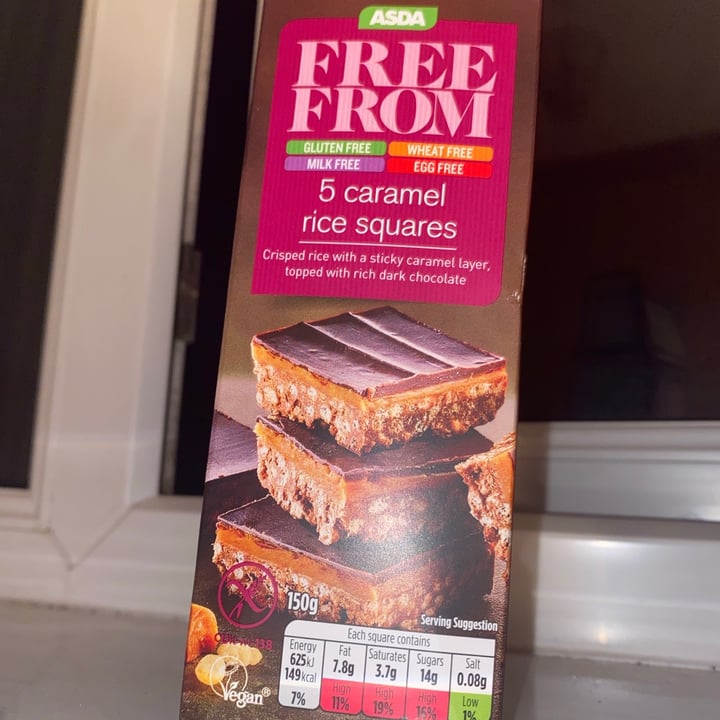 ASDA
FREE
FROM
GLUTEN FREE WHEAT FREE
MILK FREE EGG FREE
5 caramel
rice squares
Crisped rice with a sticky caramel layer,
topped with rich dark chocolate
150g
Serving Suggestion
Each square contains
Energy Fat Saturates Sugars Salt
625kJ 7.8g 3.7g 14g 0.08g
149kcal
High High High Low
7% 11% 19% 16% 1%
Vegan®